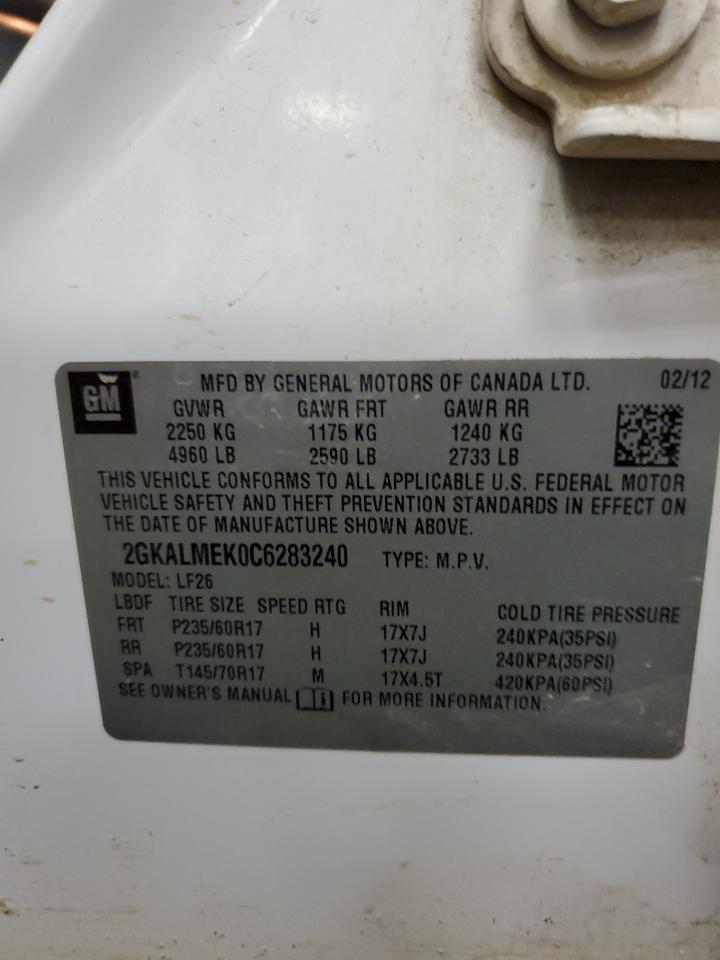 GM® MFD BY GENERAL MOTORS OF CANADA LTD. 02/12
GVWR GAWR FRT GAWR RR
2250 KG 1175 KG 1240 KG
4960 LB 2590 LB 2733 LB
THIS VEHICLE CONFORMS TO ALL APPLICABLE U.S. FEDERAL MOTOR
VEHICLE SAFETY AND THEFT PREVENTION STANDARDS IN EFFECT ON
THE DATE OF MANUFACTURE SHOWN ABOVE.
2GKALMEK0C6283240 TYPE: M.P.V.
MODEL: LF26
LBDF TIRE SIZE SPEED RTG RIM COLD TIRE PRESSURE
FRT P235/60R17 H 17X7J 240KPA(35PSI)
RR P235/60R17 H 17X7J 240KPA(35PSI)
SPA T145/70R17 M 17X4.5T 420KPA(60PSI)
SEE OWNER'S MANUAL i FOR MORE INFORMATION.